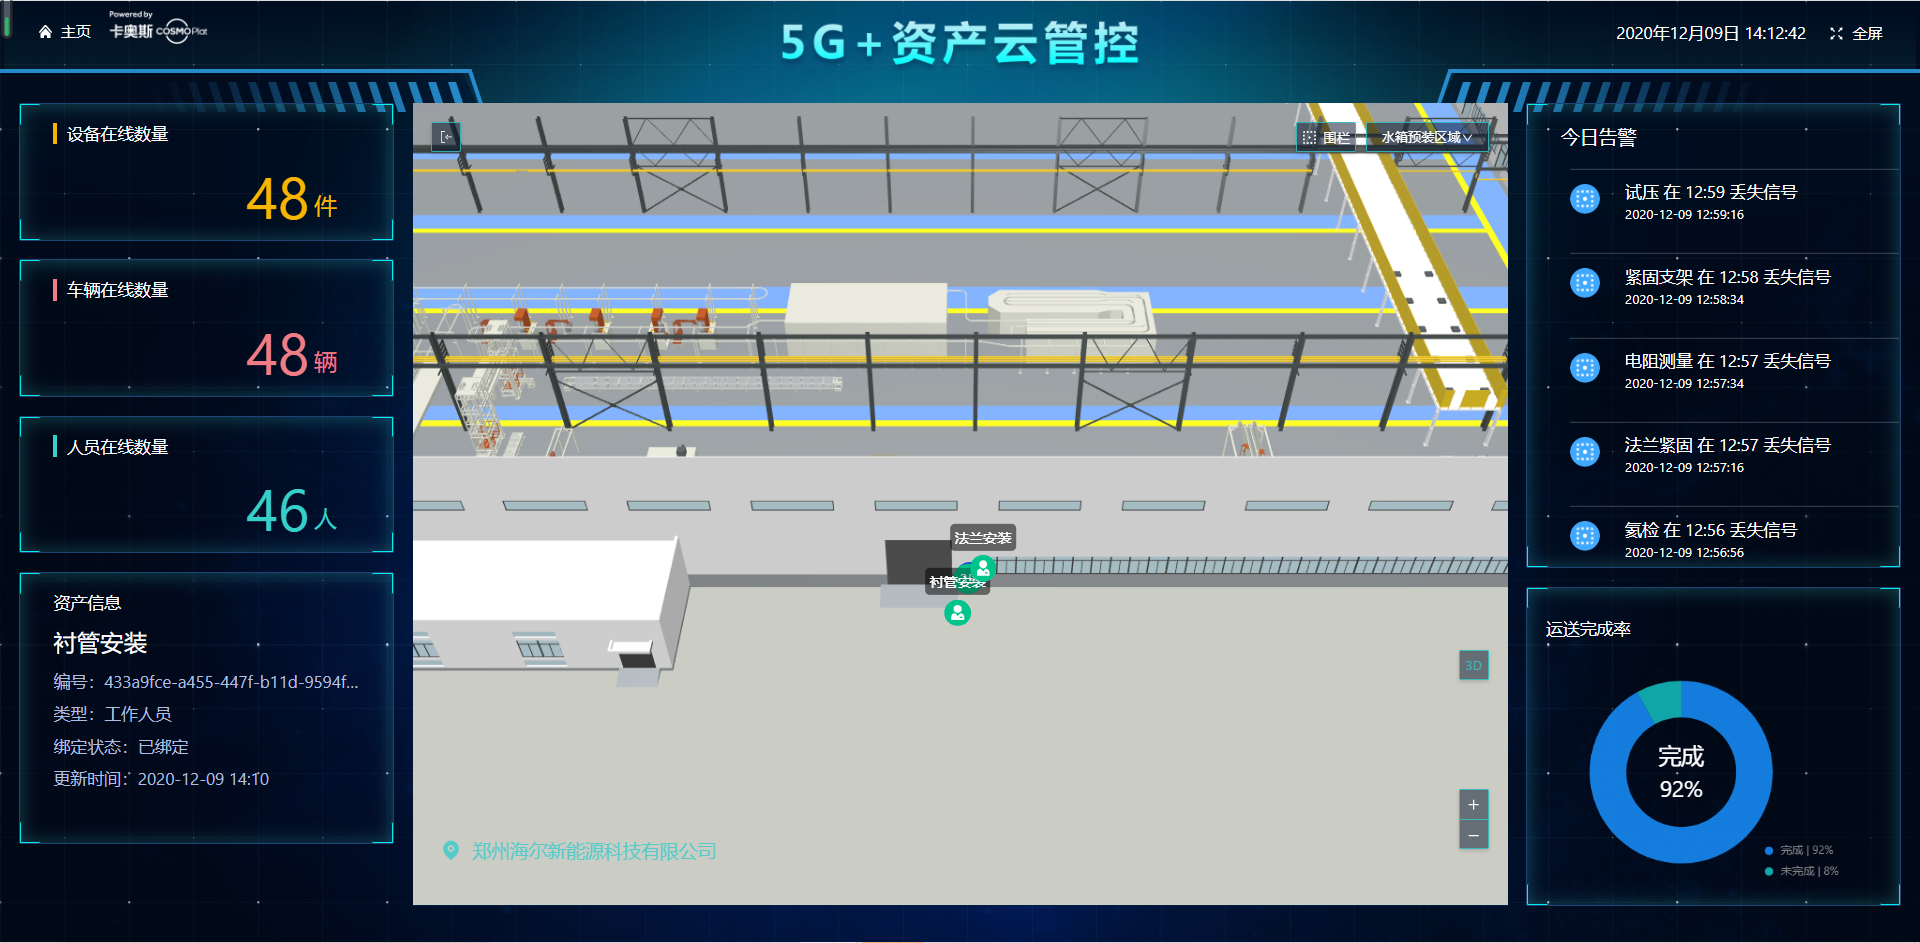 主页
Powered by
卡奥斯 COSMOPlat
5G+资产云管控
2020年12月09日 14:12:42
全屏
设备在线数量
48 件
车辆在线数量
48 辆
人员在线数量
46 人
资产信息
衬管安装
编号：433a9fce-a455-447f-b11d-9594f...
类型：工作人员
绑定状态：已绑定
更新时间：2020-12-09 14:10
围栏
水箱预装区域
法兰安装
衬管安装
3D
+
−
郑州海尔新能源科技有限公司
今日告警
试压 在 12:59 丢失信号
2020-12-09 12:59:16
紧固支架 在 12:58 丢失信号
2020-12-09 12:58:34
电阻测量 在 12:57 丢失信号
2020-12-09 12:57:34
法兰紧固 在 12:57 丢失信号
2020-12-09 12:57:16
氦检 在 12:56 丢失信号
2020-12-09 12:56:56
运送完成率
完成
92%
完成 | 92%
未完成 | 8%